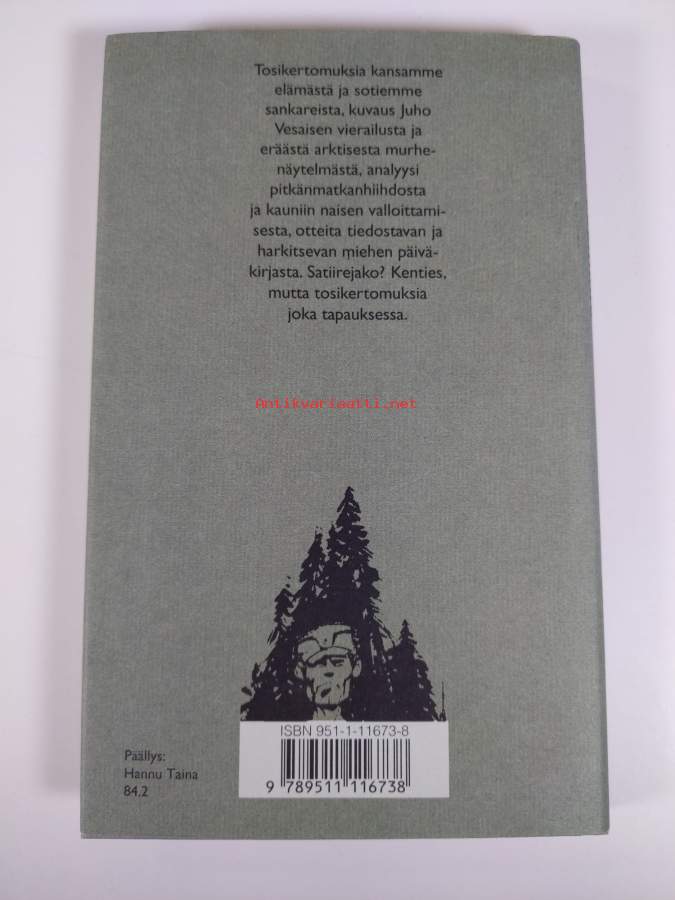 Tosikertomuksia kansamme
elämästä ja sotiemme
sankareista, kuvaus Juho
Vesaisen vierailusta ja
eräästä arktisesta murhe-
näytelmästä, analyysi
pitkänmatkanhiihdosta
ja kauniin naisen valloittami-
sesta, otteita tiedostavan ja
harkitsevan miehen päivä-
kirjasta. Satiirejako? Kenties,
mutta tosikertomuksia
joka tapauksessa.
Antikvariaatti.net
ISBN 951-1-11673-8
9 789511 116738
Päällys:
Hannu Taina
84.2